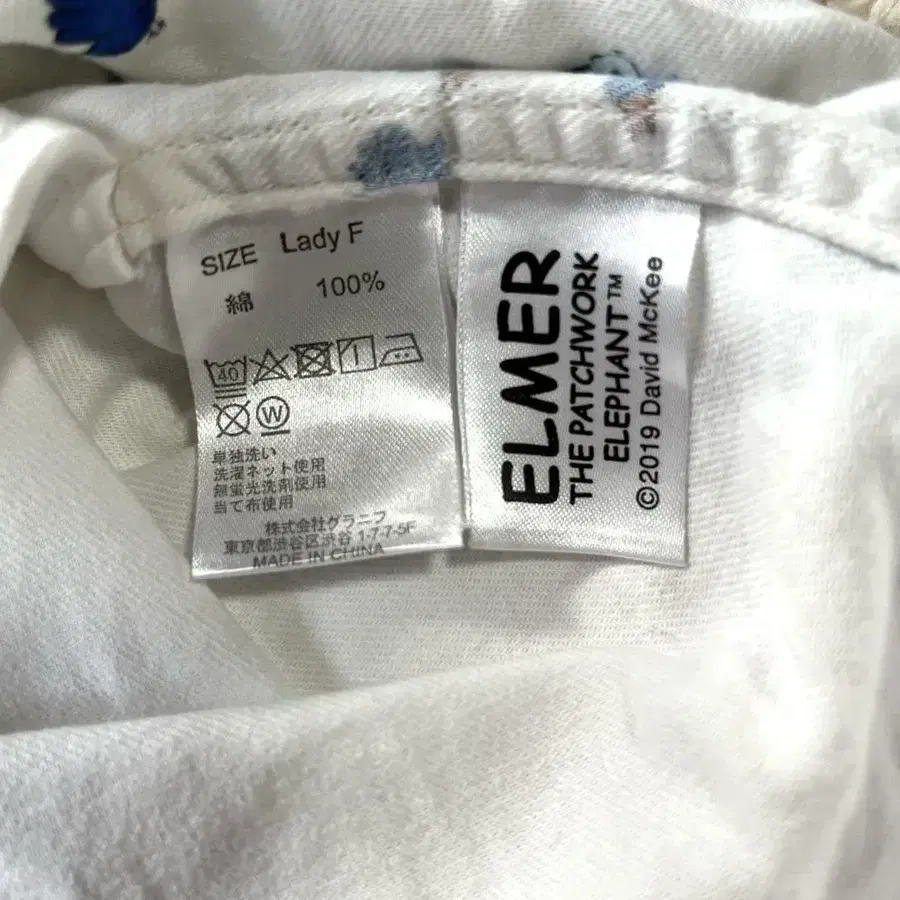 SIZE Lady F
綿 100%
40
W
単独洗い
洗濯ネット使用
無蛍光洗剤使用
当て布使用
株式会社グラニフ
東京都渋谷区渋谷 1-7-7-5F
MADE IN CHINA
ELMER
THE PATCHWORK
ELEPHANT™
©2019 David McKee